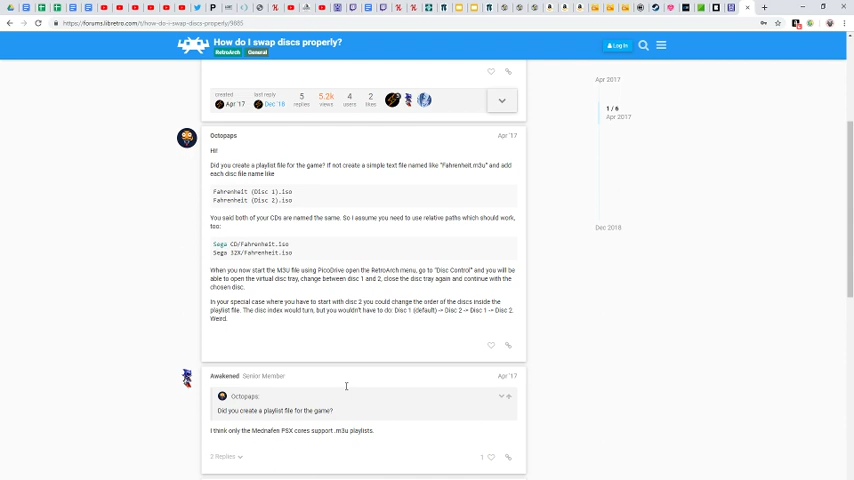 https://forums.libretro.com/t/how-do-i-swap-discs-properly/9885
How do I swap discs properly?
RetroArch General
Log In
created
last reply
5
5.2k
4
2
Apr '17
Dec '18
replies
views
users
likes
Apr 2017
1 / 6
Apr 2017
Dec 2018
Octopaps
Apr '17
Hi!
Did you create a playlist file for the game? If not create a simple text file named like "Fahrenheit.m3u" and add
each disc file name like
Fahrenheit (Disc 1).iso
Fahrenheit (Disc 2).iso
You said both of your CDs are named the same. So I assume you need to use relative paths which should work,
too:
Sega CD/Fahrenheit.iso
Sega 32X/Fahrenheit.iso
When you now start the M3U file using PicoDrive open the RetroArch menu, go to "Disc Control" and you will be
able to open the virtual disc tray, change between disc 1 and 2, close the disc tray again and continue with the
chosen disc.
In your special case where you have to start with disc 2 you could change the order of the discs inside the
playlist file. The disc index would turn, but you wouldn't have to do: Disc 1 (default) -> Disc 2 -> Disc 1 -> Disc 2.
Weird.
Awakened Senior Member
Apr '17
Octopaps:
Did you create a playlist file for the game?
I think only the Mednafen PSX cores support .m3u playlists.
2 Replies
1